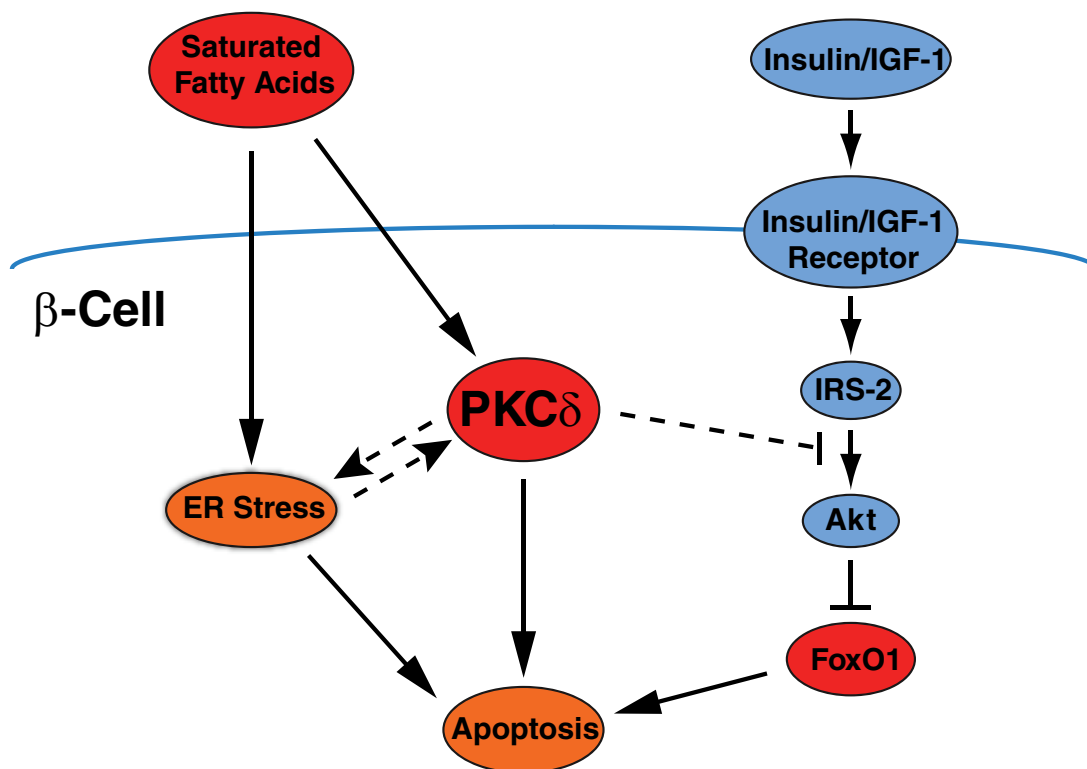 Saturated
Fatty Acids
Insulin/IGF-1
Insulin/IGF-1
Receptor
β-Cell
IRS-2
PKCδ
ER Stress
Akt
FoxO1
Apoptosis